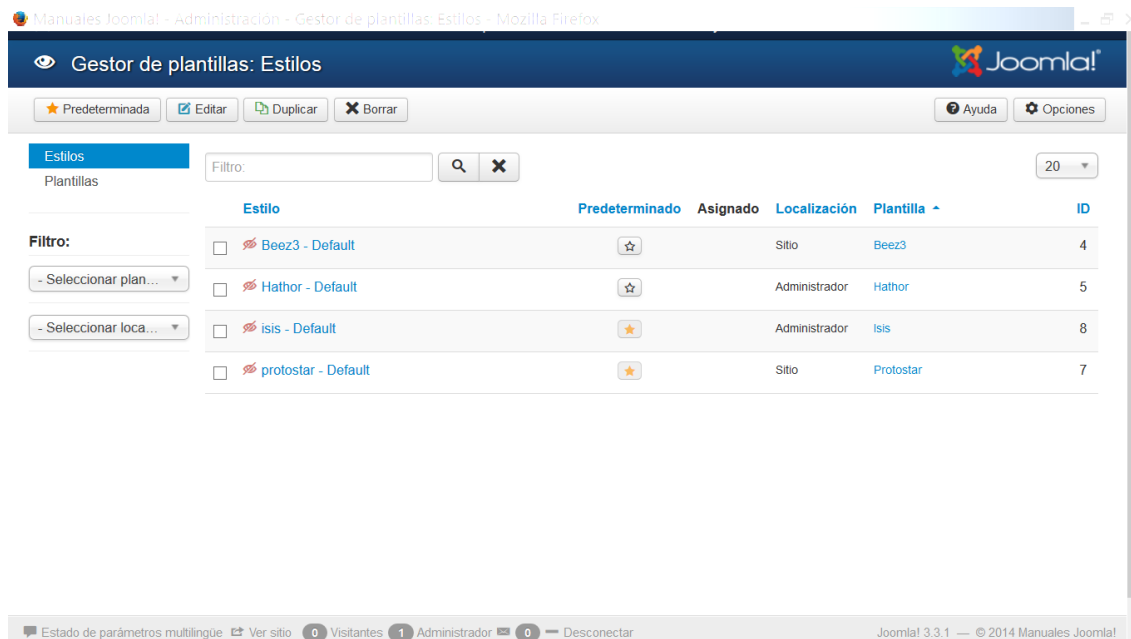 Manuales Joomla! - Administración - Gestor de plantillas: Estilos - Mozilla Firefox
Gestor de plantillas: Estilos
Joomla!
Predeterminada Editar Duplicar Borrar Ayuda Opciones
Estilos
Plantillas
Filtro:
20
Estilo Predeterminado Asignado Localización Plantilla ID
Filtro:
- Seleccionar plan...
- Seleccionar loca...
Beez3 - Default Sitio Beez3 4
Hathor - Default Administrador Hathor 5
isis - Default Administrador Isis 8
protostar - Default Sitio Protostar 7
Estado de parámetros multilingüe Ver sitio 0 Visitantes 1 Administrador 0 Desconectar Joomla! 3.3.1 — © 2014 Manuales Joomla!